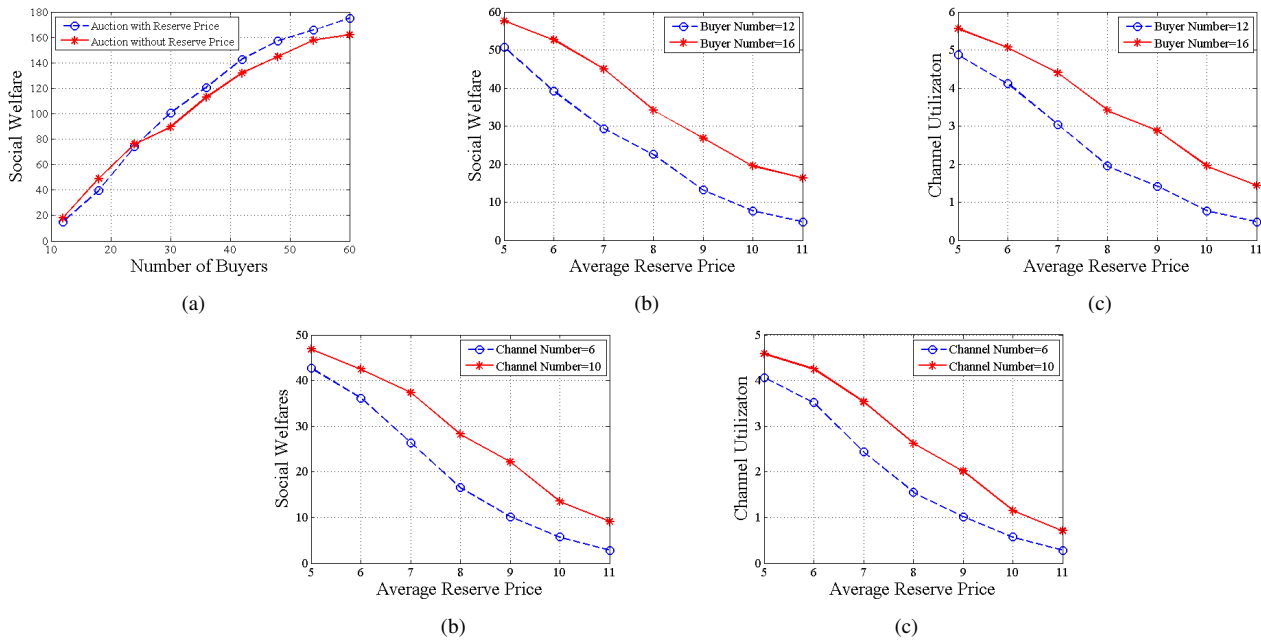 Auction with Reserve Price
Auction without Reserve Price
Social Welfare
180
160
140
120
100
80
60
40
20
0
10 20 30 40 50 60
Number of Buyers
(a)
Buyer Number=12
Buyer Number=16
Social Welfare
60
50
40
30
20
10
0
5 6 7 8 9 10 11
Average Reserve Price
(b)
Buyer Number=12
Buyer Number=16
Channel Utilizaton
6
5
4
3
2
1
0
5 6 7 8 9 10 11
Average Reserve Price
(c)
Channel Number=6
Channel Number=10
Social Welfares
50
40
30
20
10
0
5 6 7 8 9 10 11
Average Reserve Price
(b)
Channel Number=6
Channel Number=10
Channel Utilizaton
5
4
3
2
1
0
5 6 7 8 9 10 11
Average Reserve Price
(c)